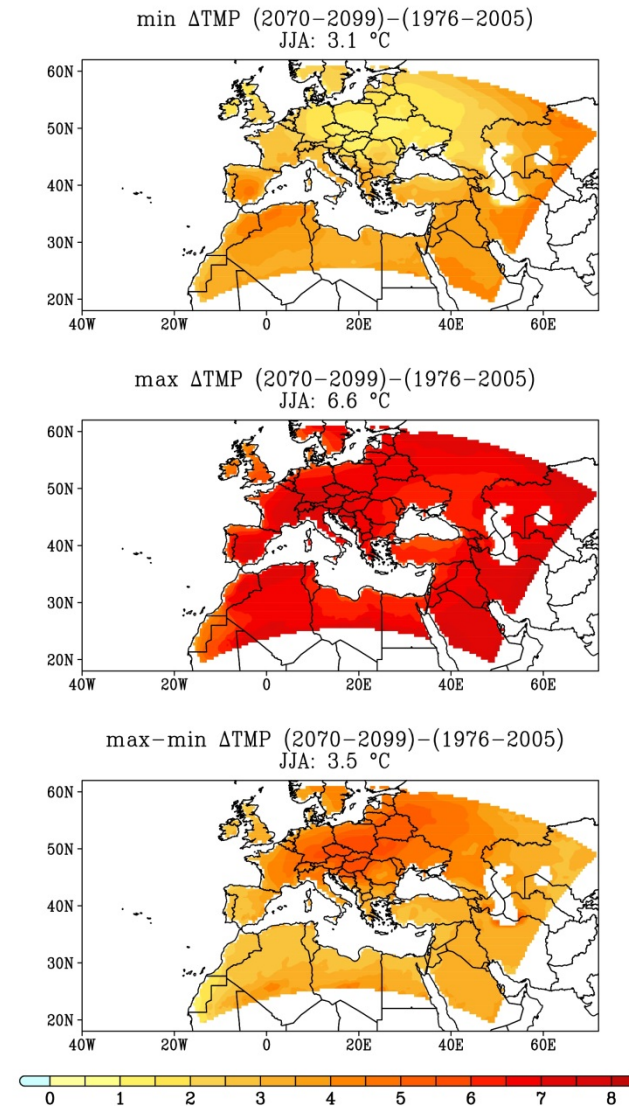 min ΔTMP (2070−2099)−(1976−2005)
JJA: 3.1 °C
60N
50N
40N
30N
20N
40W 20W 0 20E 40E 60E
max ΔTMP (2070−2099)−(1976−2005)
JJA: 6.6 °C
60N
50N
40N
30N
20N
40W 20W 0 20E 40E 60E
max−min ΔTMP (2070−2099)−(1976−2005)
JJA: 3.5 °C
60N
50N
40N
30N
20N
40W 20W 0 20E 40E 60E
0 1 2 3 4 5 6 7 8